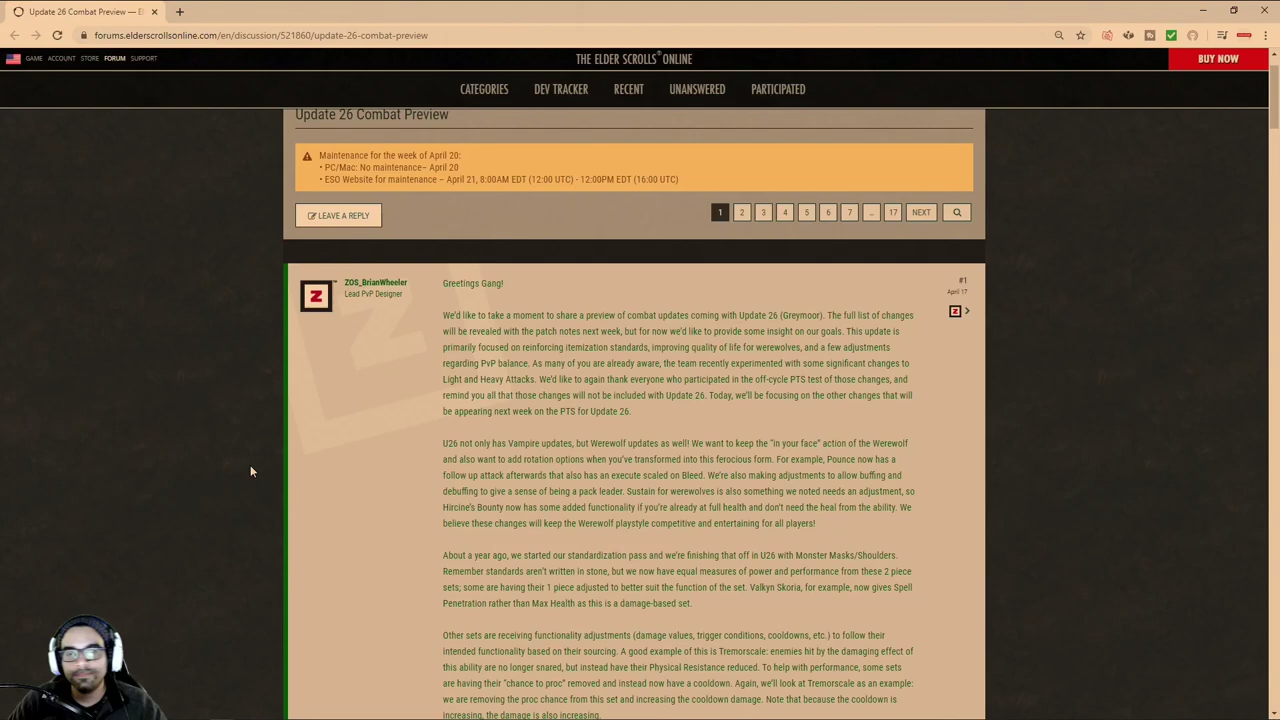 Update 26 Combat Preview — El
forums.elderscrollsonline.com/en/discussion/521860/update-26-combat-preview
GAME ACCOUNT STORE FORUM SUPPORT
THE ELDER SCROLLS® ONLINE
BUY NOW
CATEGORIES DEV TRACKER RECENT UNANSWERED PARTICIPATED
Update 26 Combat Preview
Maintenance for the week of April 20:
• PC/Mac: No maintenance– April 20
• ESO Website for maintenance – April 21, 8:00AM EDT (12:00 UTC) - 12:00PM EDT (16:00 UTC)
LEAVE A REPLY
1 2 3 4 5 6 7 … 17 NEXT
ZOS_BrianWheeler
Lead PvP Designer
#1
April 17
Greetings Gang!
We'd like to take a moment to share a preview of combat updates coming with Update 26 (Greymoor). The full list of changes
will be revealed with the patch notes next week, but for now we'd like to provide some insight on our goals. This update is
primarily focused on reinforcing itemization standards, improving quality of life for werewolves, and a few adjustments
regarding PvP balance. As many of you are already aware, the team recently experimented with some significant changes to
Light and Heavy Attacks. We'd like to again thank everyone who participated in the off-cycle PTS test of those changes, and
remind you all that those changes will not be included with Update 26. Today, we'll be focusing on the other changes that will
be appearing next week on the PTS for Update 26.
U26 not only has Vampire updates, but Werewolf updates as well! We want to keep the "in your face" action of the Werewolf
and also want to add rotation options when you've transformed into this ferocious form. For example, Pounce now has a
follow up attack afterwards that also has an execute scaled on Bleed. We're also making adjustments to allow buffing and
debuffing to give a sense of being a pack leader. Sustain for werewolves is also something we noted needs an adjustment, so
Hircine's Bounty now has some added functionality if you're already at full health and don't need the heal from the ability. We
believe these changes will keep the Werewolf playstyle competitive and entertaining for all players!
About a year ago, we started our standardization pass and we're finishing that off in U26 with Monster Masks/Shoulders.
Remember standards aren't written in stone, but we now have equal measures of power and performance from these 2 piece
sets; some are having their 1 piece adjusted to better suit the function of the set. Valkyn Skoria, for example, now gives Spell
Penetration rather than Max Health as this is a damage-based set.
Other sets are receiving functionality adjustments (damage values, trigger conditions, cooldowns, etc.) to follow their
intended functionality based on their sourcing. A good example of this is Tremorscale: enemies hit by the damaging effect of
this ability are no longer snared, but instead have their Physical Resistance reduced. To help with performance, some sets
are having their "chance to proc" removed and instead now have a cooldown. Again, we'll look at Tremorscale as an example:
we are removing the proc chance from this set and increasing the cooldown damage. Note that because the cooldown is
increasing, the damage is also increasing.